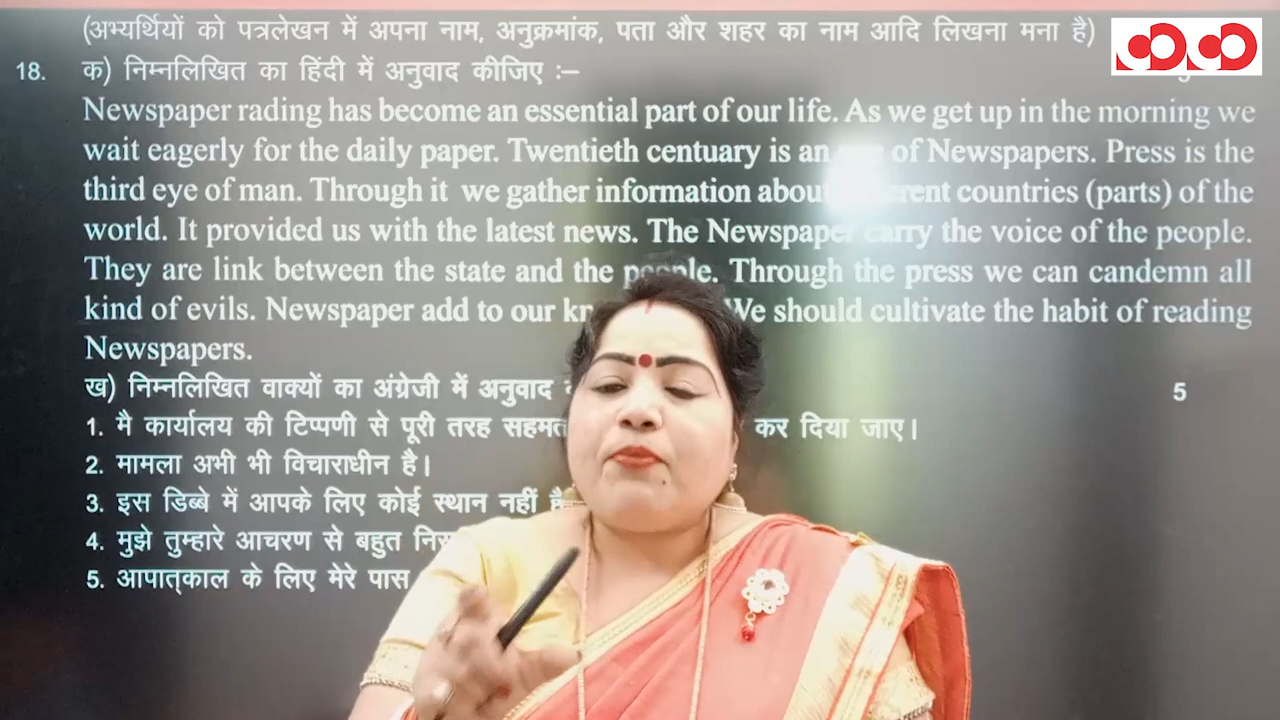 (अभ्यर्थियों को पत्रलेखन में अपना नाम, अनुक्रमांक, पता और शहर का नाम आदि लिखना मना है)
18. क) निम्नलिखित का हिंदी में अनुवाद कीजिए :–
Newspaper rading has become an essential part of our life. As we get up in the morning we
wait eagerly for the daily paper. Twentieth centuary is an of Newspapers. Press is the
third eye of man. Through it we gather information about countries (parts) of the
world. It provided us with the latest news. The Newspaper carry the voice of the people.
They are link between the state and the people. Through the press we can candemn all
kind of evils. Newspaper add to our We should cultivate the habit of reading
Newspapers.
ख) निम्नलिखित वाक्यों का अंग्रेजी में अनुवाद 5
1. मै कार्यालय की टिप्पणी से पूरी तरह सहमत कर दिया जाए।
2. मामला अभी भी विचाराधीन है।
3. इस डिब्बे में आपके लिए कोई स्थान नहीं है
4. मुझे तुम्हारे आचरण से बहुत
5. आपात्काल के लिए मेरे पास